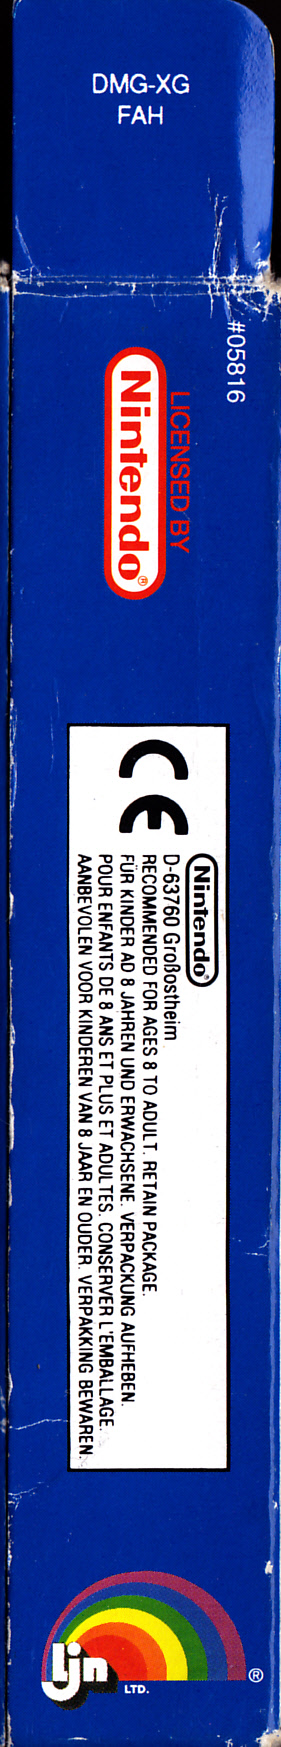 DMG-XG
FAH
#05816
LICENSED BY
Nintendo®
CE
Nintendo®
D-63760 Großostheim
RECOMMENDED FOR AGES 8 TO ADULT. RETAIN PACKAGE.
FÜR KINDER AD 8 JAHREN UND ERWACHSENE. VERPACKUNG AUFHEBEN.
POUR ENFANTS DE 8 ANS ET PLUS ET ADULTES. CONSERVER L'EMBALLAGE.
AANBEVOLEN VOOR KINDEREN VAN 8 JAAR EN OUDER. VERPAKKING BEWAREN.
ljn
LTD.
®